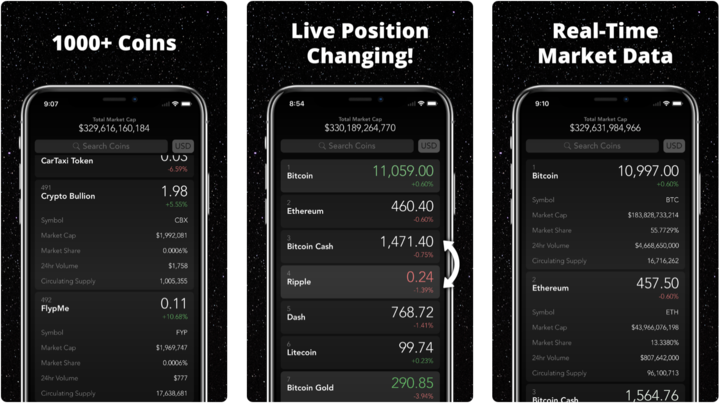 1000+ Coins
9:07
Total Market Cap
$329,616,160,184
Search Coins USD
CarTaxi Token 0.03
-6.59%
491
Crypto Bullion 1.98
+5.55%
Symbol CBX
Market Cap $1,992,081
Market Share 0.0006%
24hr Volume $1,758
Circulating Supply 1,005,355
492
FlypMe 0.11
+10.68%
Symbol FYP
Market Cap $1,969,747
Market Share 0.0006%
24hr Volume $777
Circulating Supply 17,638,681
Live Position
Changing!
8:54
Total Market Cap
$330,189,264,770
Search Coins USD
1
Bitcoin 11,059.00
+0.60%
2
Ethereum 460.40
-0.60%
3
Bitcoin Cash 1,471.40
-0.75%
4
Ripple 0.24
-1.39%
5
Dash 768.72
-1.41%
6
Litecoin 99.74
+0.23%
7
Bitcoin Gold 290.85
-3.94%
Real-Time
Market Data
9:10
Total Market Cap
$329,631,984,966
Search Coins USD
1
Bitcoin 10,997.00
+0.60%
Symbol BTC
Market Cap $183,828,733,214
Market Share 55.7729%
24hr Volume $4,668,650,000
Circulating Supply 16,716,262
2
Ethereum 457.50
-0.60%
Symbol ETH
Market Cap $43,966,076,198
Market Share 13.3380%
24hr Volume $807,642,000
Circulating Supply 96,100,713
3
Bitcoin Cash 1,564.76